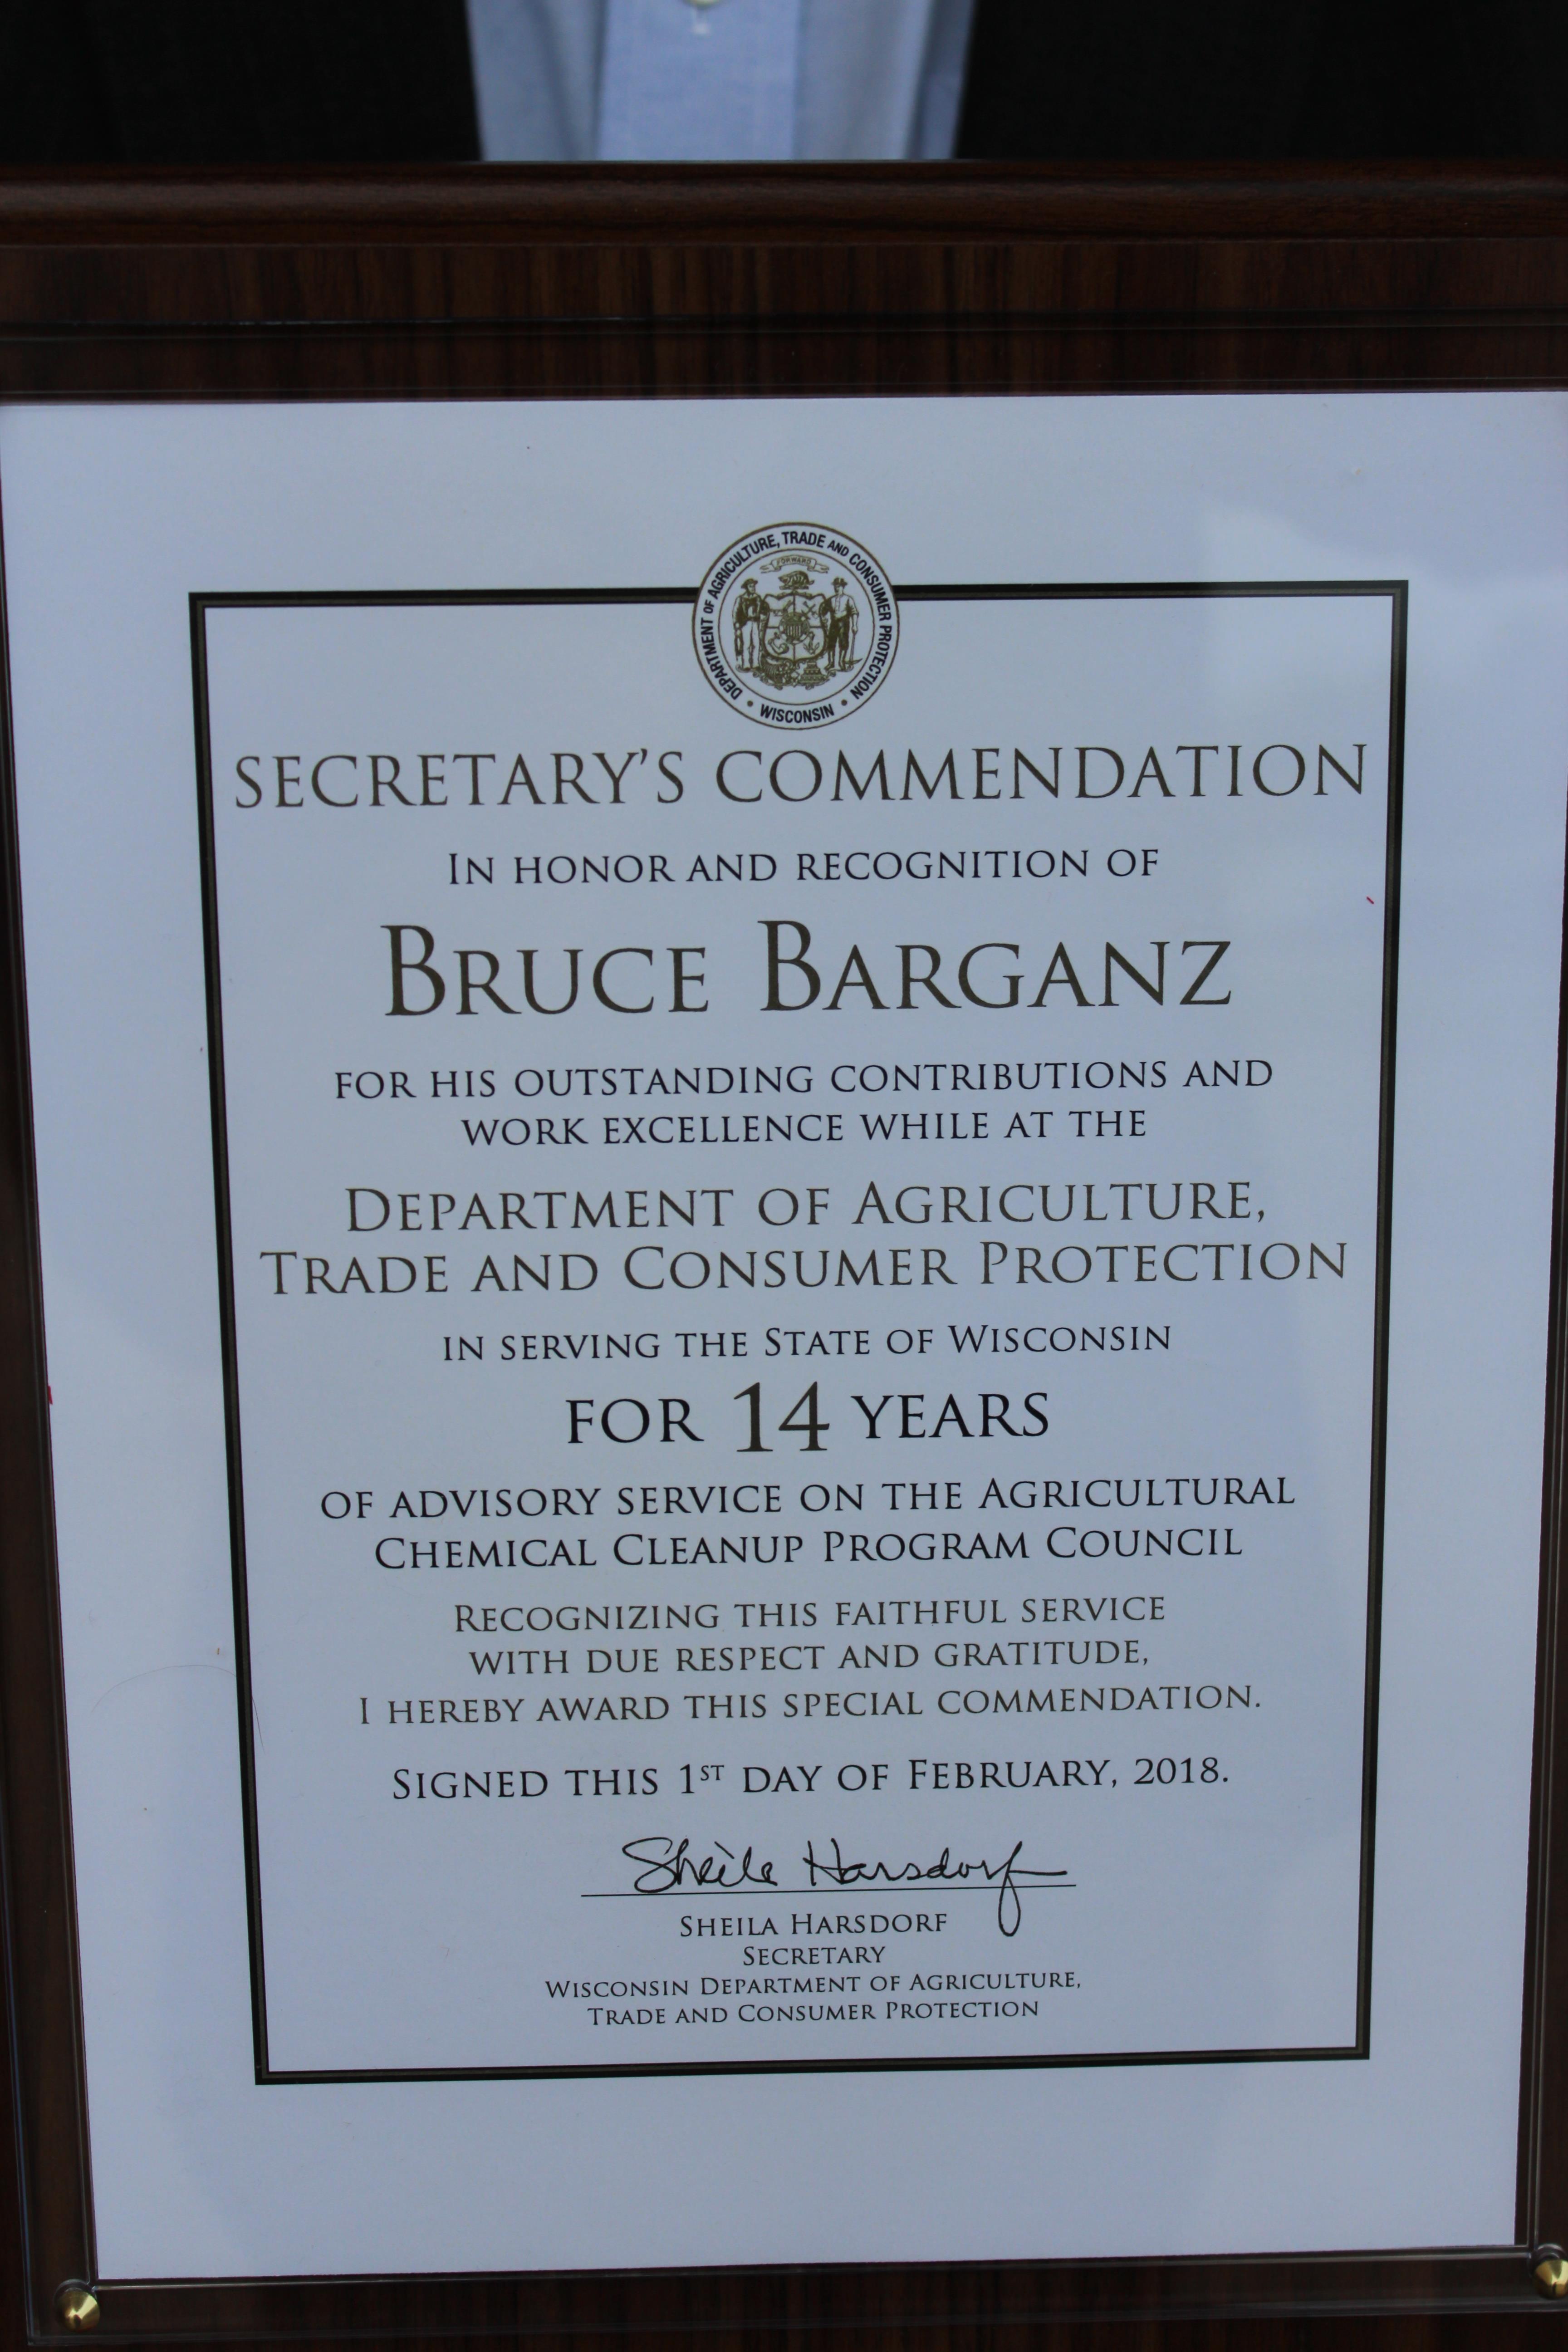 FORWARD
DEPARTMENT OF AGRICULTURE, TRADE AND CONSUMER PROTECTION
• WISCONSIN •
SECRETARY'S COMMENDATION
IN HONOR AND RECOGNITION OF
BRUCE BARGANZ
FOR HIS OUTSTANDING CONTRIBUTIONS AND
WORK EXCELLENCE WHILE AT THE
DEPARTMENT OF AGRICULTURE,
TRADE AND CONSUMER PROTECTION
IN SERVING THE STATE OF WISCONSIN
FOR 14 YEARS
OF ADVISORY SERVICE ON THE AGRICULTURAL
CHEMICAL CLEANUP PROGRAM COUNCIL
RECOGNIZING THIS FAITHFUL SERVICE
WITH DUE RESPECT AND GRATITUDE,
I HEREBY AWARD THIS SPECIAL COMMENDATION.
SIGNED THIS 1ST DAY OF FEBRUARY, 2018.
Sheila Harsdorf
SHEILA HARSDORF
SECRETARY
WISCONSIN DEPARTMENT OF AGRICULTURE,
TRADE AND CONSUMER PROTECTION